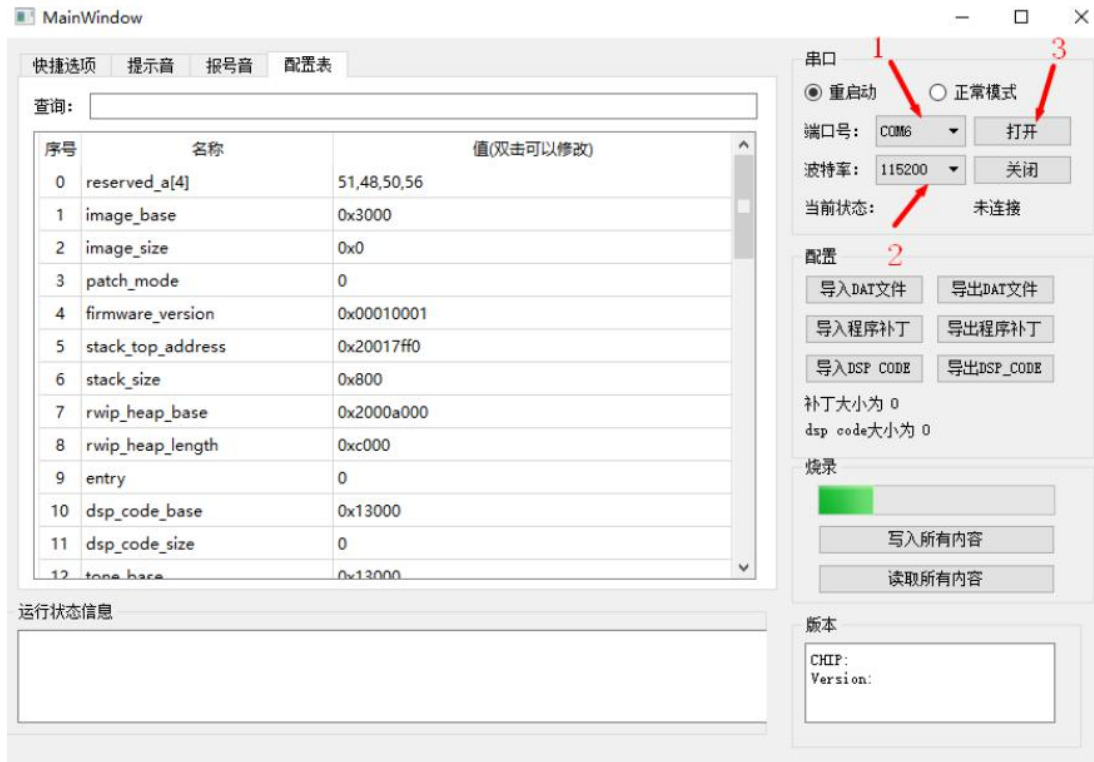 MainWindow
快捷选项 提示音 报号音 配置表
查询:
序号 名称 值(双击可以修改)
0 reserved_a[4] 51,48,50,56
1 image_base 0x3000
2 image_size 0x0
3 patch_mode 0
4 firmware_version 0x00010001
5 stack_top_address 0x20017ff0
6 stack_size 0x800
7 rwip_heap_base 0x2000a000
8 rwip_heap_length 0xc000
9 entry 0
10 dsp_code_base 0x13000
11 dsp_code_size 0
12 tone_base 0x13000
运行状态信息
串口
1
3
重启动 正常模式
端口号: COM6 打开
波特率: 115200 关闭
当前状态: 未连接
2
配置
导入DAT文件 导出DAT文件
导入程序补丁 导出程序补丁
导入DSP CODE 导出DSP_CODE
补丁大小为 0
dsp code大小为 0
烧录
写入所有内容
读取所有内容
版本
CHIP:
Version: